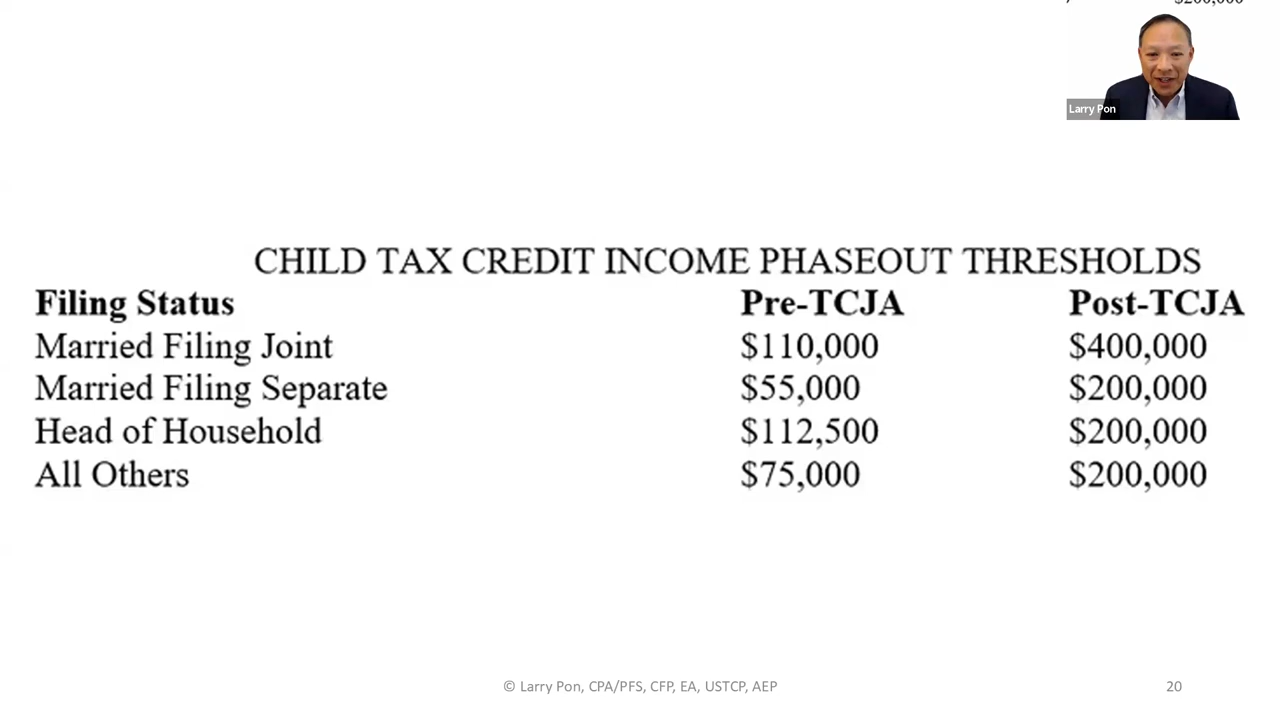 $200,000
Larry Pon
CHILD TAX CREDIT INCOME PHASEOUT THRESHOLDS
Filing Status Pre-TCJA Post-TCJA
Married Filing Joint $110,000 $400,000
Married Filing Separate $55,000 $200,000
Head of Household $112,500 $200,000
All Others $75,000 $200,000
© Larry Pon, CPA/PFS, CFP, EA, USTCP, AEP 20